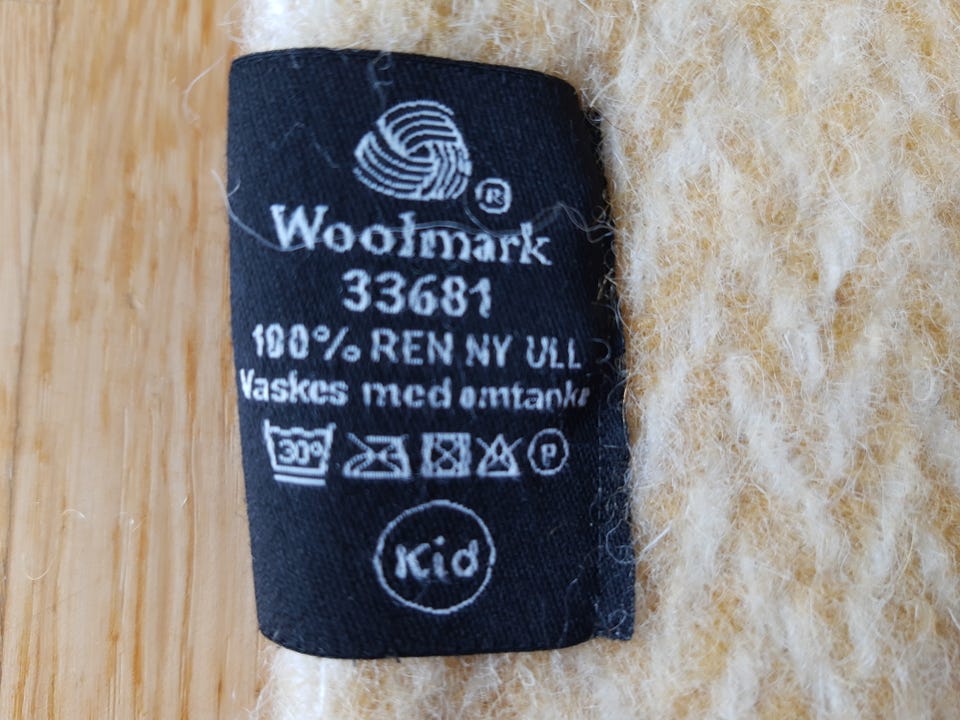 ®
Woolmark
33681
100% REN NY ULL
Vaskes med omtanke
30° P
Kid